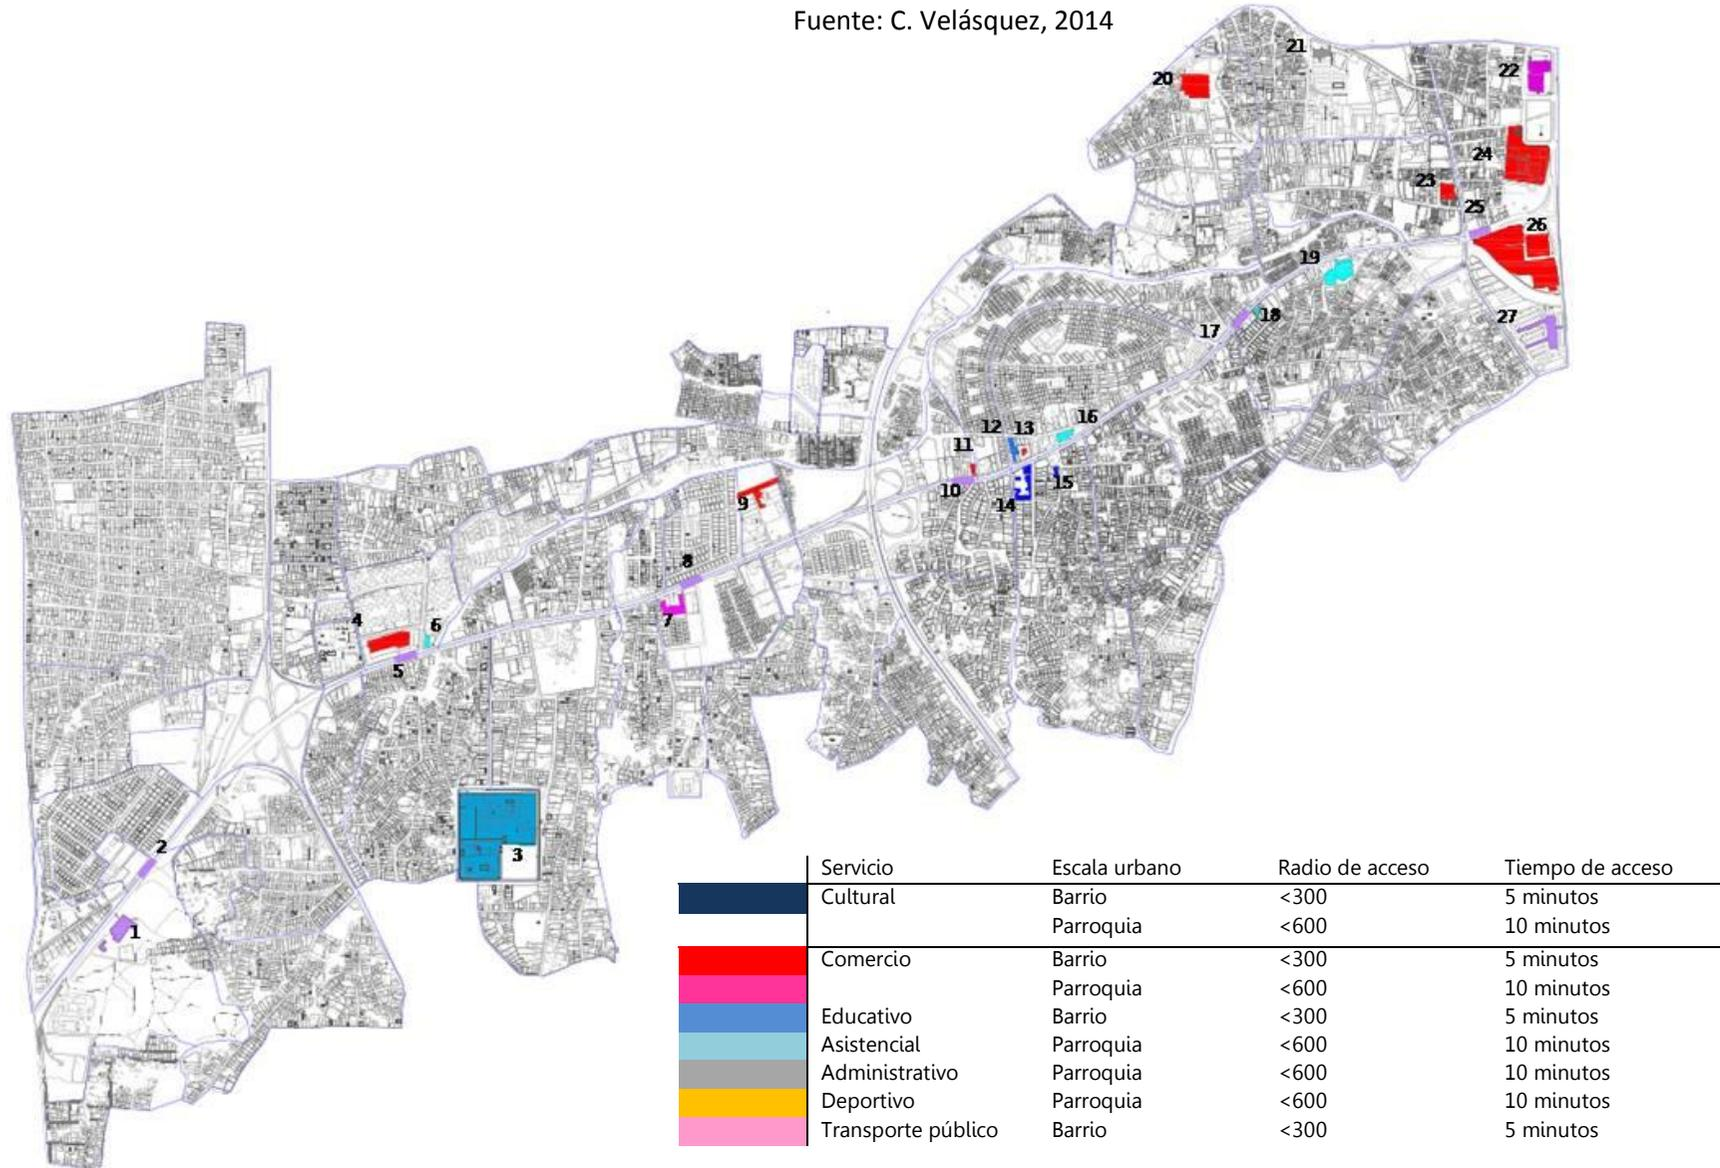 Fuente: C. Velásquez, 2014
21
20
22
24
23
25
26
19
18
17
27
16
12
13
11
10
15
14
9
8
7
4
6
5
3
2
1
Servicio Escala urbano Radio de acceso Tiempo de acceso
Cultural Barrio <300 5 minutos
Parroquia <600 10 minutos
Comercio Barrio <300 5 minutos
Parroquia <600 10 minutos
Educativo Barrio <300 5 minutos
Asistencial Parroquia <600 10 minutos
Administrativo Parroquia <600 10 minutos
Deportivo Parroquia <600 10 minutos
Transporte público Barrio <300 5 minutos